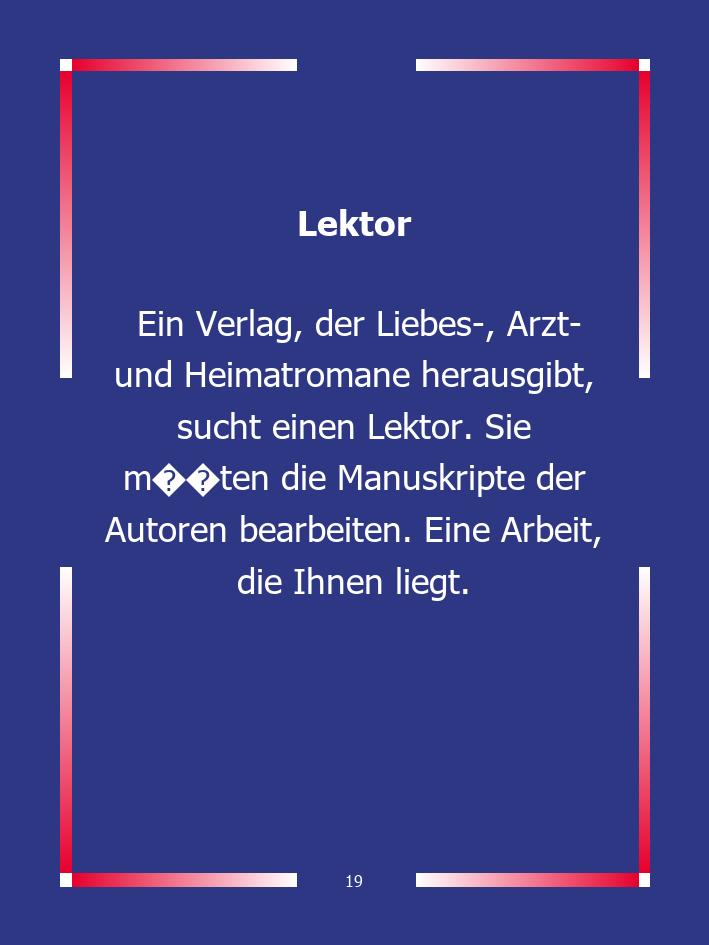 Lektor
Ein Verlag, der Liebes-, Arzt-
und Heimatromane herausgibt,
sucht einen Lektor. Sie
m��ten die Manuskripte der
Autoren bearbeiten. Eine Arbeit,
die Ihnen liegt.
19